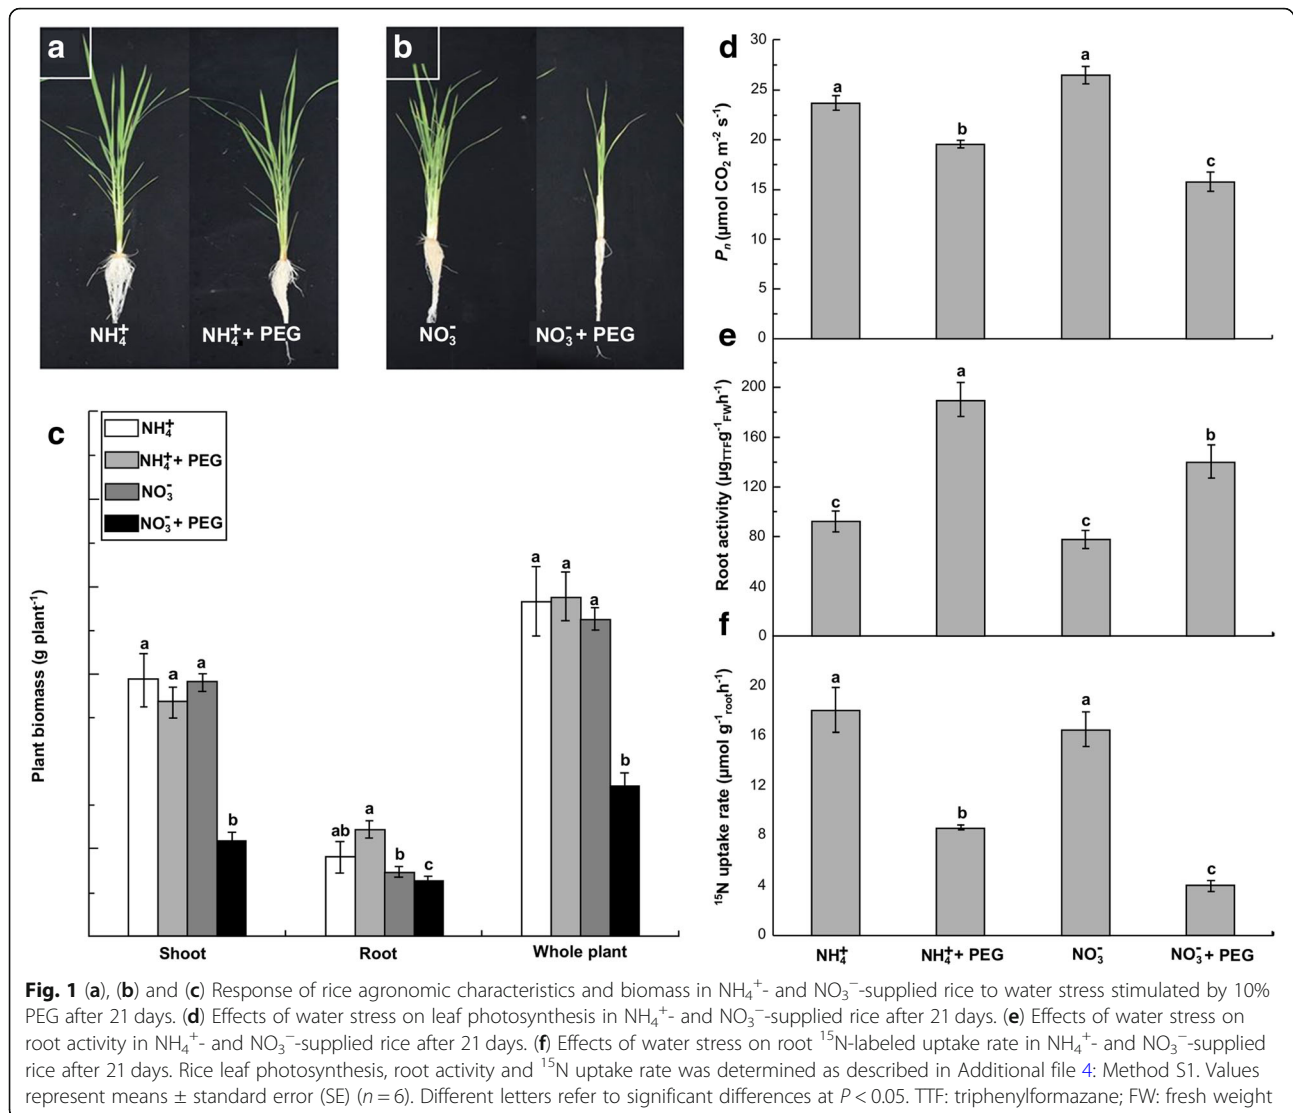 a
b
NH₄⁺
NH₄⁺ + PEG
NO₃⁻
NO₃⁻ + PEG
c
NH₄⁺
NH₄⁺ + PEG
NO₃⁻
NO₃⁻ + PEG
Plant biomass (g plant⁻¹)
a
a
a
b
ab
a
b
c
a
a
a
b
Shoot
Root
Whole plant
d
Pₙ (µmol CO₂ m⁻² s⁻¹)
30
25
20
15
10
5
0
a
b
a
c
e
Root activity (µg_TTF g⁻¹_FW h⁻¹)
200
160
120
80
40
0
c
a
c
b
f
¹⁵N uptake rate (µmol g⁻¹_root h⁻¹)
20
16
12
8
4
0
a
b
a
c
NH₄⁺
NH₄⁺ + PEG
NO₃⁻
NO₃⁻ + PEG
Fig. 1 (a), (b) and (c) Response of rice agronomic characteristics and biomass in NH₄⁺- and NO₃⁻-supplied rice to water stress stimulated by 10%
PEG after 21 days. (d) Effects of water stress on leaf photosynthesis in NH₄⁺- and NO₃⁻-supplied rice after 21 days. (e) Effects of water stress on
root activity in NH₄⁺- and NO₃⁻-supplied rice after 21 days. (f) Effects of water stress on root ¹⁵N-labeled uptake rate in NH₄⁺- and NO₃⁻-supplied
rice after 21 days. Rice leaf photosynthesis, root activity and ¹⁵N uptake rate was determined as described in Additional file 4: Method S1. Values
represent means ± standard error (SE) (n = 6). Different letters refer to significant differences at P < 0.05. TTF: triphenylformazane; FW: fresh weight